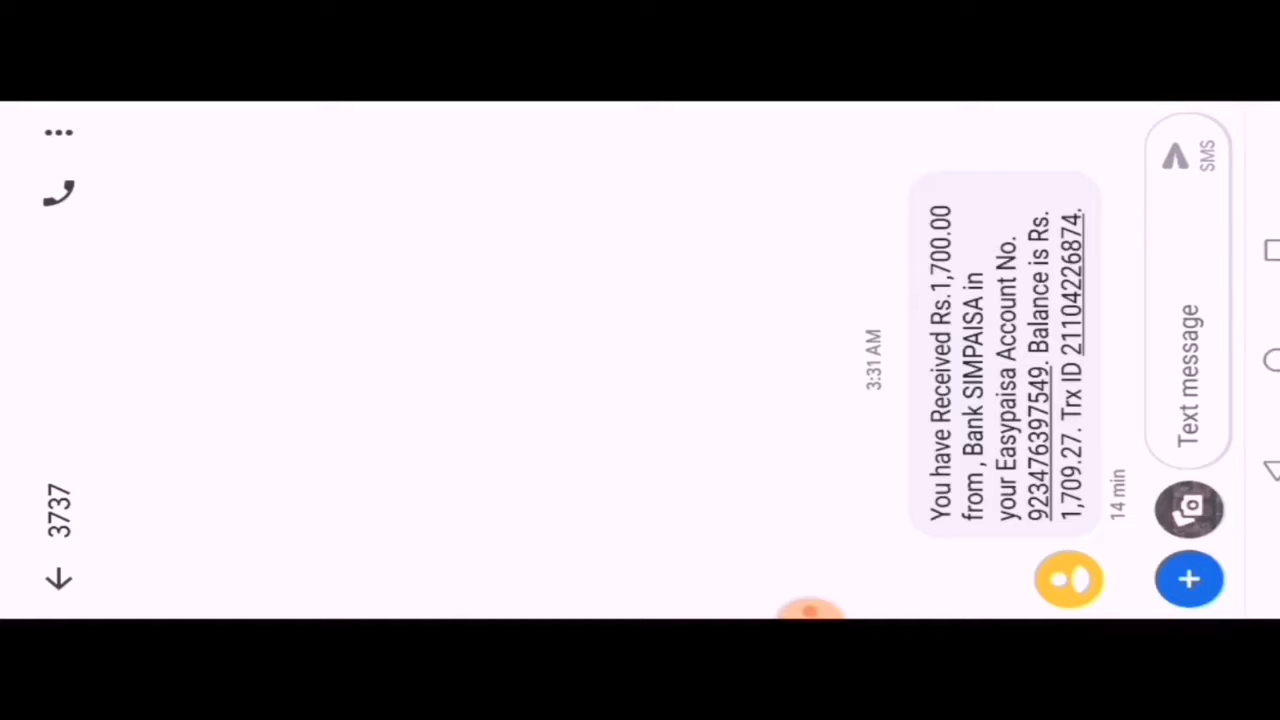 3737
3:31 AM
You have Received Rs.1,700.00
from , Bank SIMPAISA in
your Easypaisa Account No.
923476397549. Balance is Rs.
1,709.27. Trx ID 21104226874.
14 min
Text message
SMS